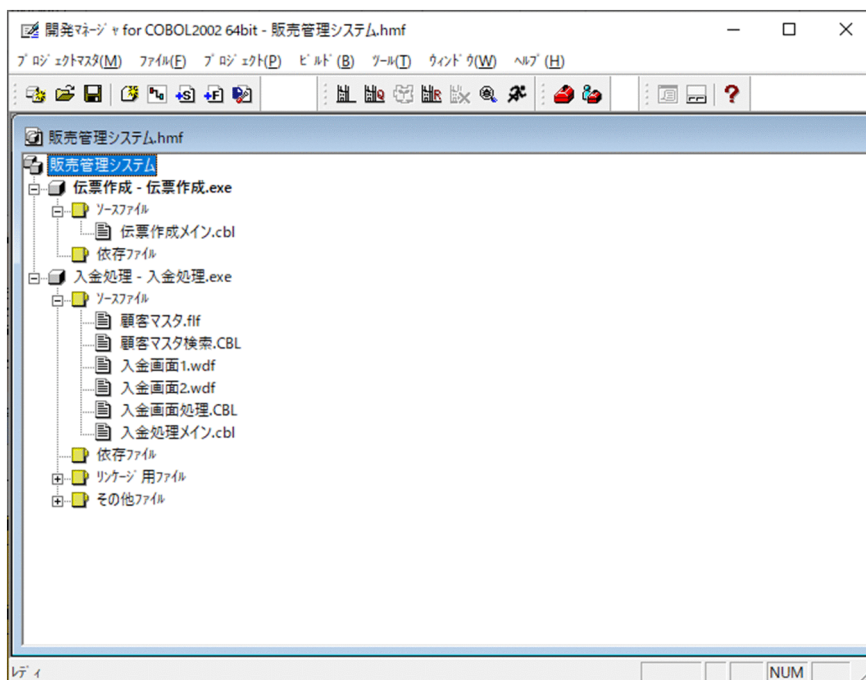 開発ﾏﾈｰｼﾞｬ for COBOL2002 64bit - 販売管理システム.hmf
ﾌﾟﾛｼﾞｪｸﾄﾏｽﾀ(M) ﾌｧｲﾙ(F) ﾌﾟﾛｼﾞｪｸﾄ(P) ﾋﾞﾙﾄﾞ(B) ﾂｰﾙ(T) ｳｨﾝﾄﾞｳ(W) ﾍﾙﾌﾟ(H)
販売管理システム.hmf
販売管理システム
伝票作成 - 伝票作成.exe
ｿｰｽﾌｧｲﾙ
伝票作成メイン.cbl
依存ﾌｧｲﾙ
入金処理 - 入金処理.exe
ｿｰｽﾌｧｲﾙ
顧客マスタ.flf
顧客マスタ検索.CBL
入金画面1.wdf
入金画面2.wdf
入金画面処理.CBL
入金処理メイン.cbl
依存ﾌｧｲﾙ
ﾘﾝｹｰｼﾞ用ﾌｧｲﾙ
その他ﾌｧｲﾙ
ﾚﾃﾞｨ NUM